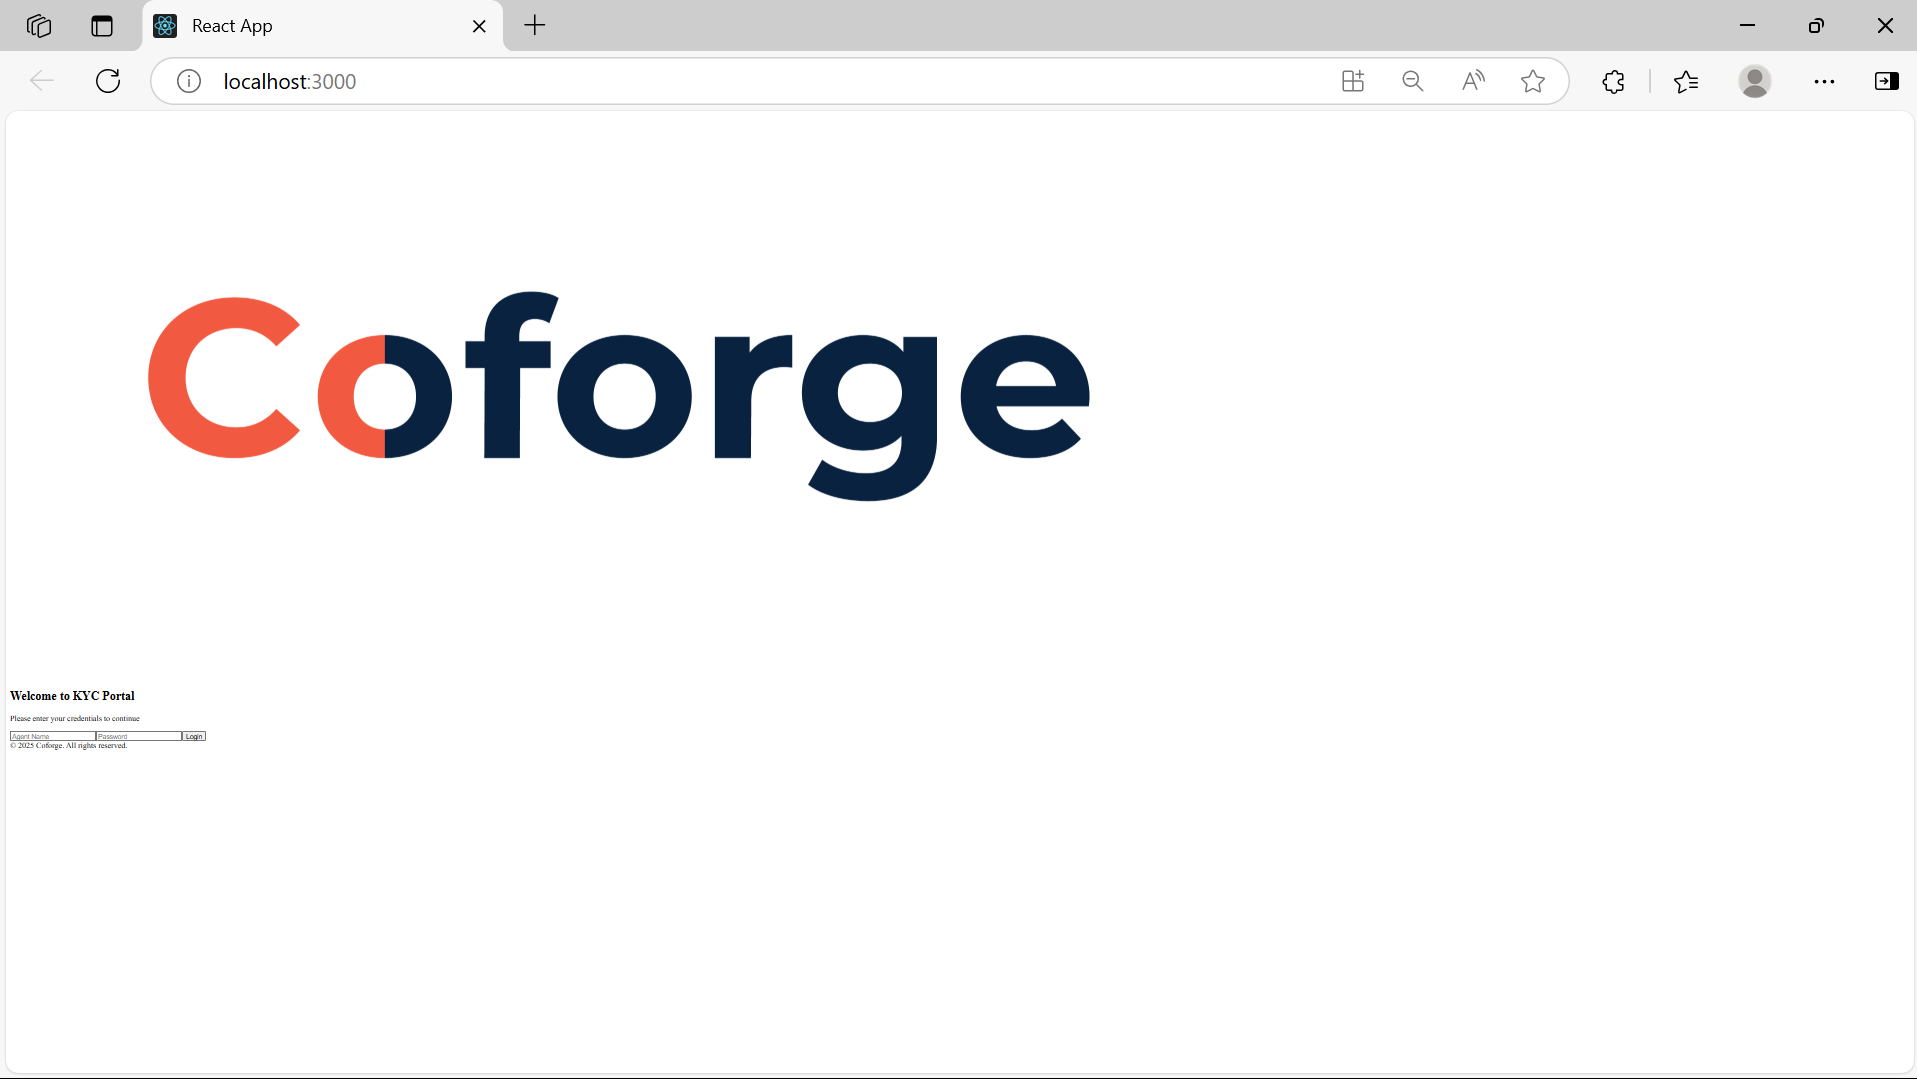 React App
localhost:3000
Coforge
Welcome to KYC Portal
Please enter your credentials to continue
Agent Name Password Login
© 2025 Coforge. All rights reserved.